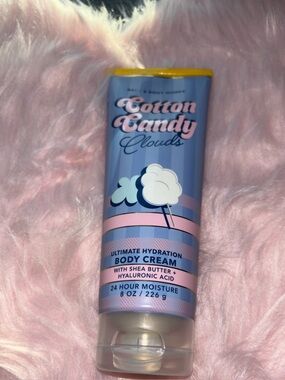 BATH & BODY WORKS
Cotton
Candy
Clouds
ULTIMATE HYDRATION
BODY CREAM
WITH SHEA BUTTER +
HYALURONIC ACID
24 HOUR MOISTURE
8 OZ / 226 g